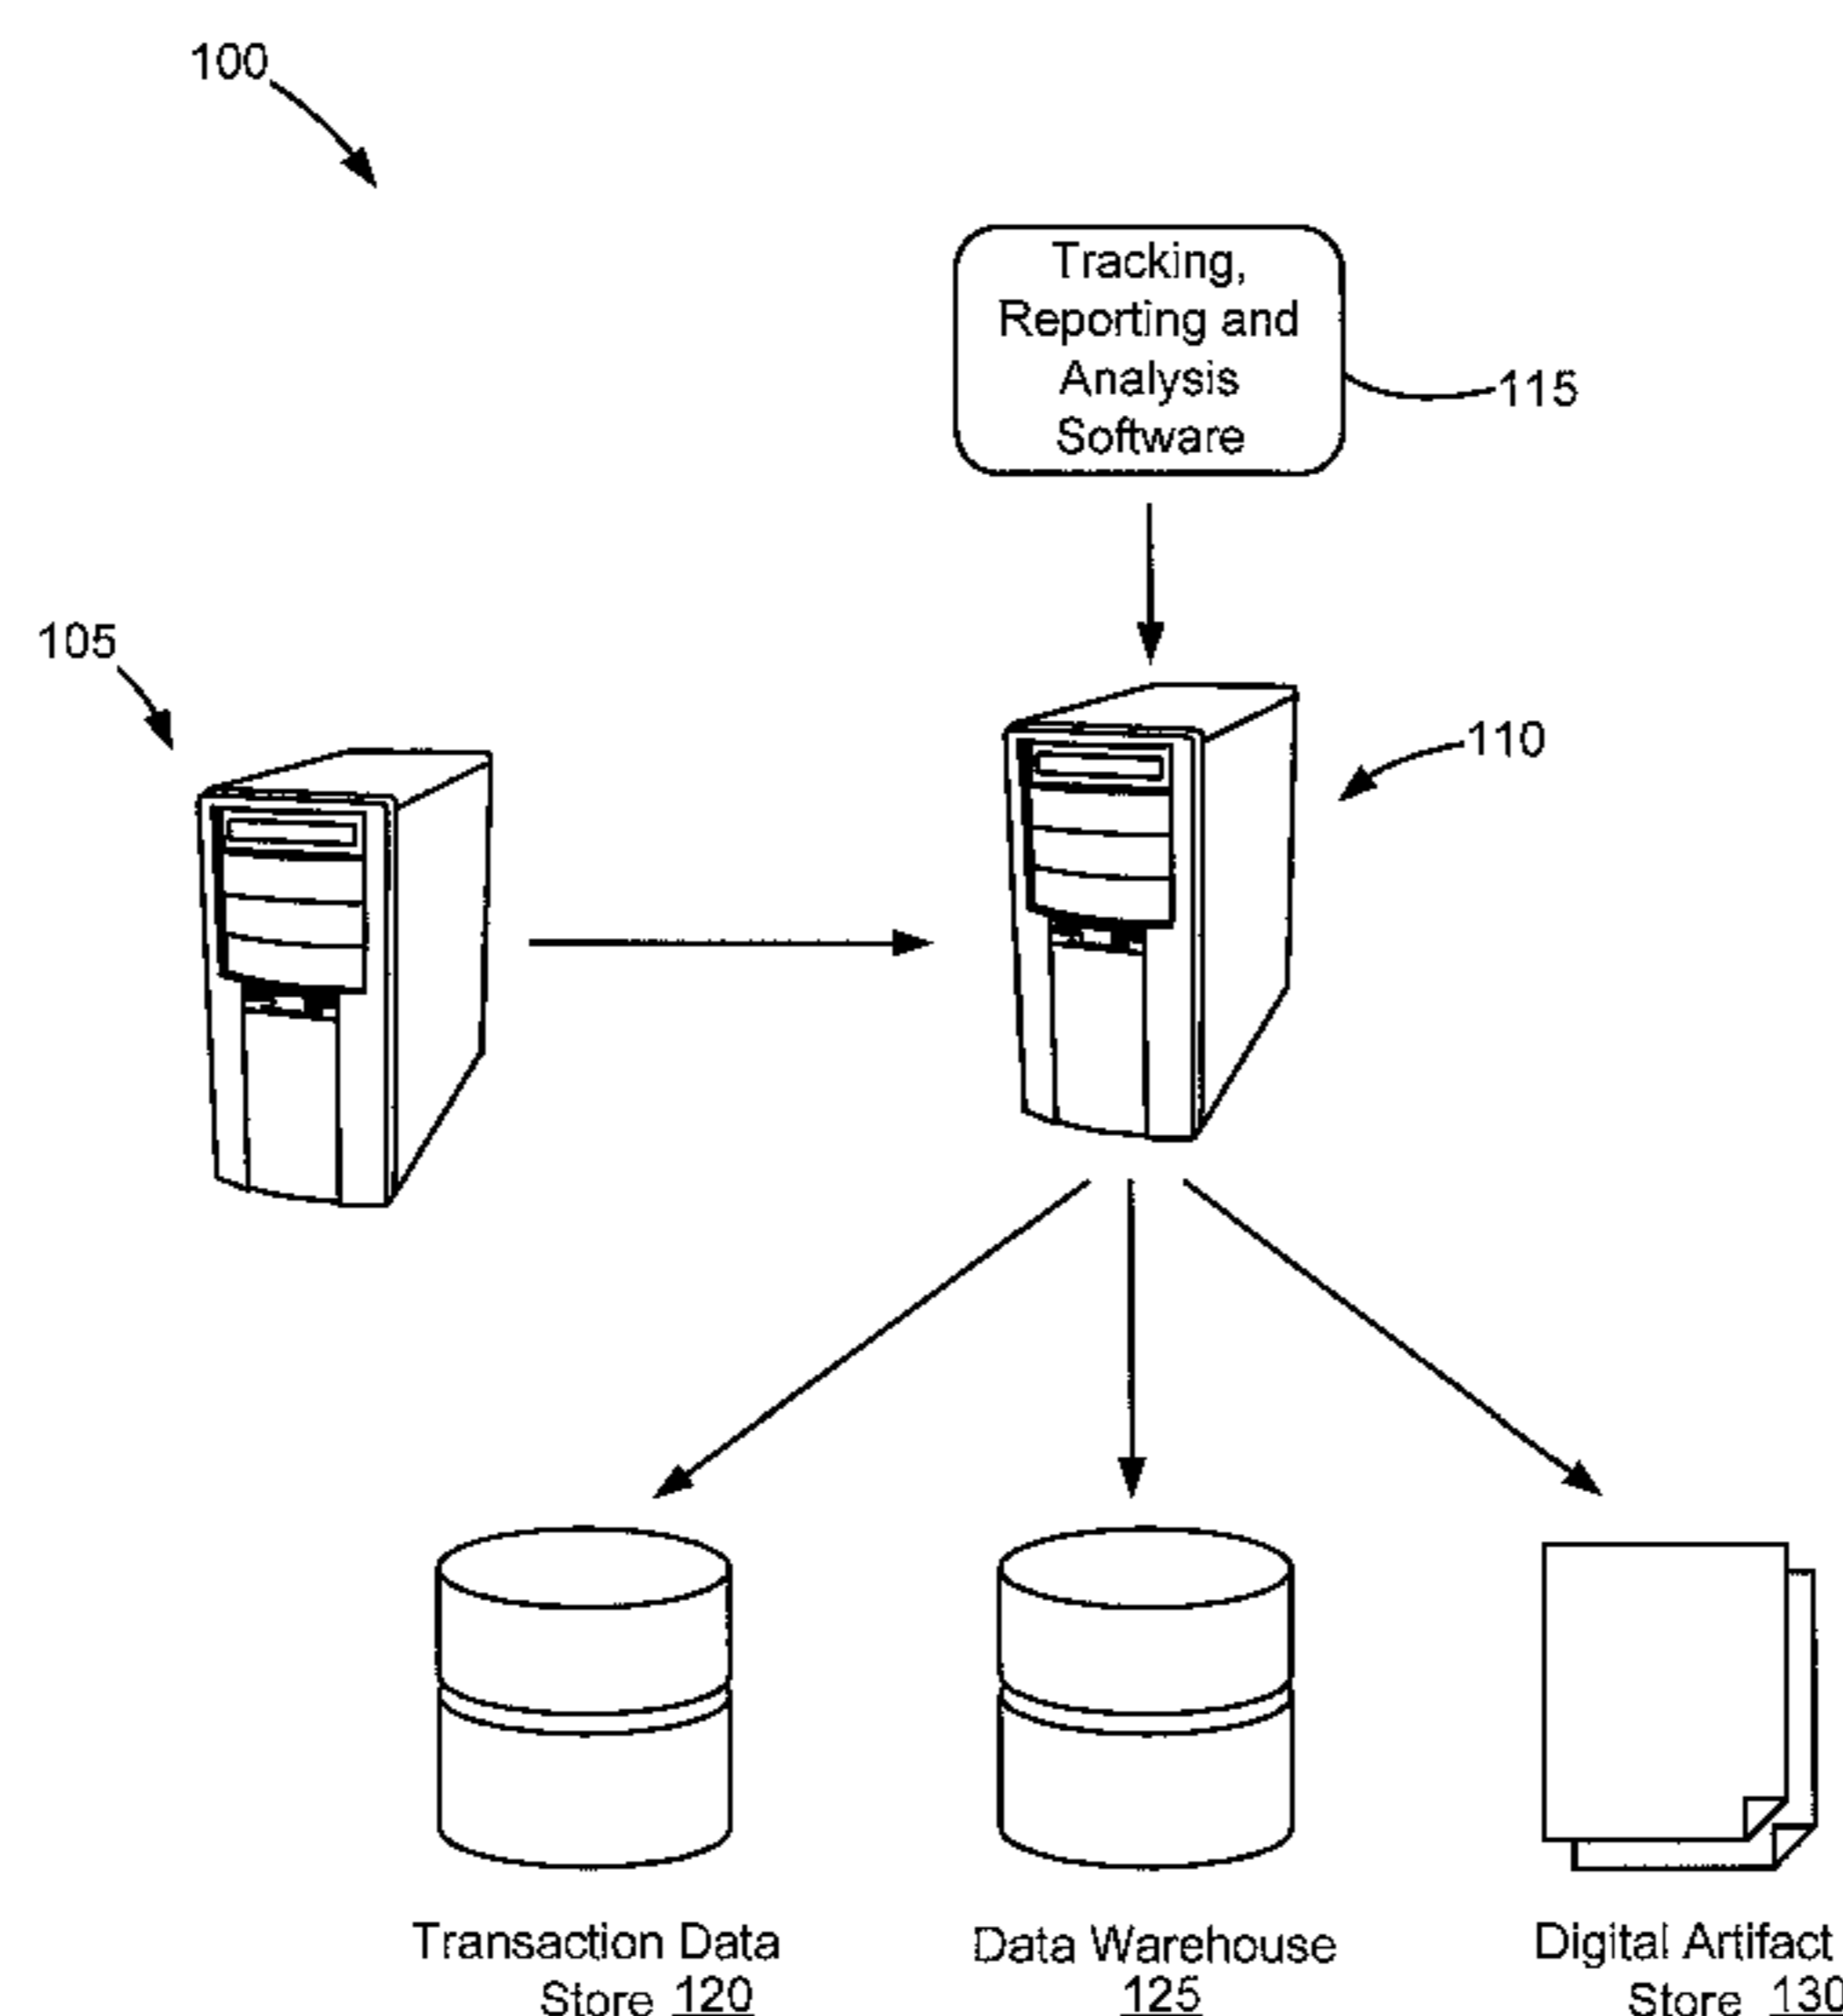 100
Tracking,
Reporting and
Analysis
Software
115
105
110
Transaction Data
Store 120
Data Warehouse
125
Digital Artifact
Store 130